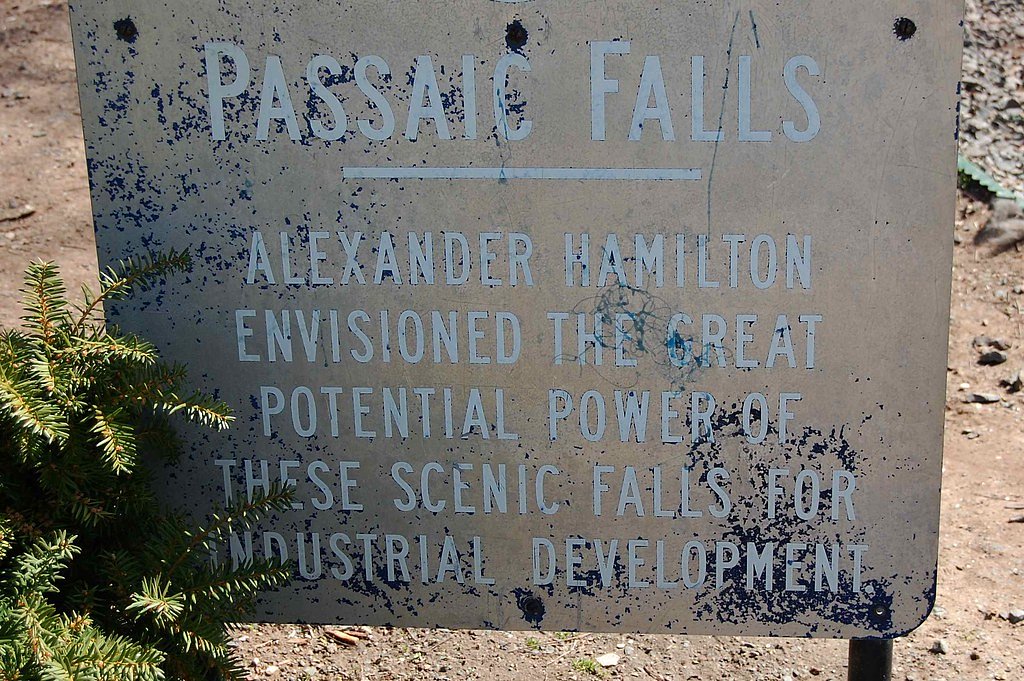 PASSAIC FALLS
ALEXANDER HAMILTON
ENVISIONED THE GREAT
POTENTIAL POWER OF
THESE SCENIC FALLS FOR
INDUSTRIAL DEVELOPMENT